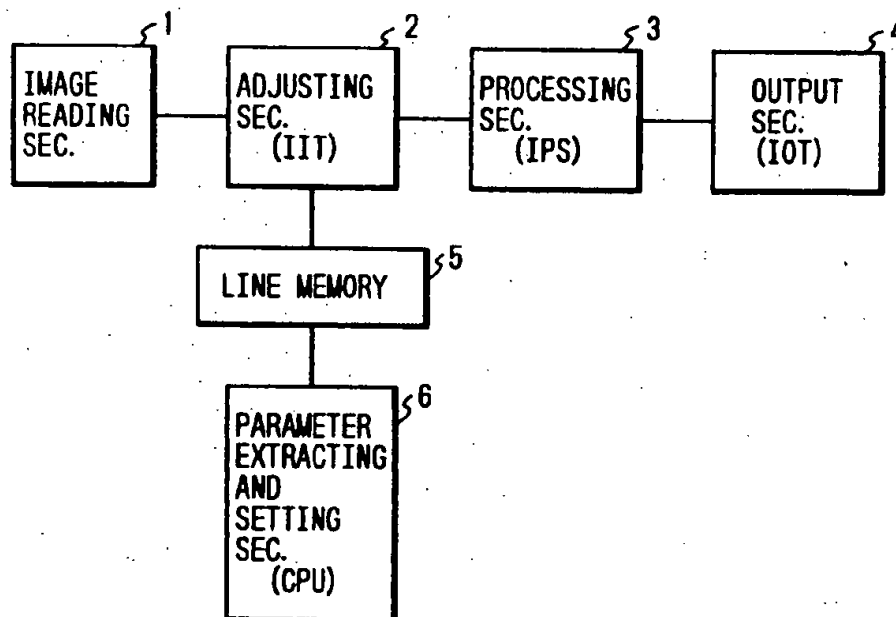 1
IMAGE
READING
SEC.
2
ADJUSTING
SEC.
(IIT)
3
PROCESSING
SEC.
(IPS)
4
OUTPUT
SEC.
(IOT)
5
LINE MEMORY
6
PARAMETER
EXTRACTING
AND
SETTING
SEC.
(CPU)